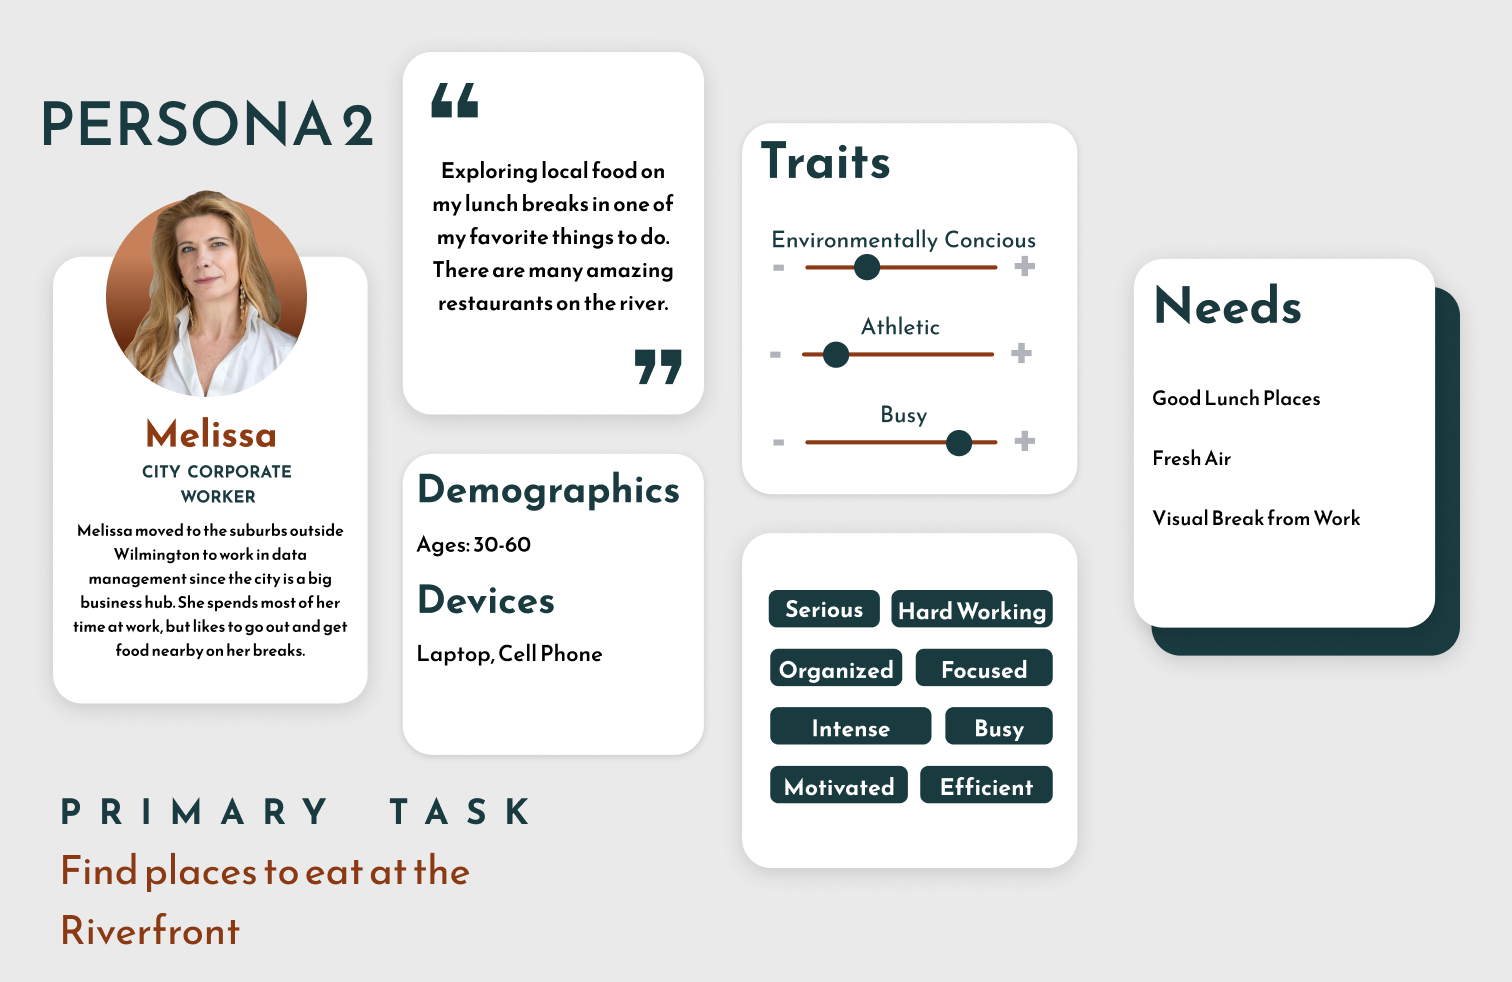 PERSONA 2
Melissa
CITY CORPORATE
WORKER
Melissa moved to the suburbs outside
Wilmington to work in data
management since the city is a big
business hub. She spends most of her
time at work, but likes to go out and get
food nearby on her breaks.
“
Exploring local food on
my lunch breaks in one of
my favorite things to do.
There are many amazing
restaurants on the river.
”
Demographics
Ages: 30-60
Devices
Laptop, Cell Phone
Traits
Environmentally Concious
- +
Athletic
- +
Busy
- +
Serious Hard Working
Organized Focused
Intense Busy
Motivated Efficient
Needs
Good Lunch Places
Fresh Air
Visual Break from Work
PRIMARY TASK
Find places to eat at the
Riverfront